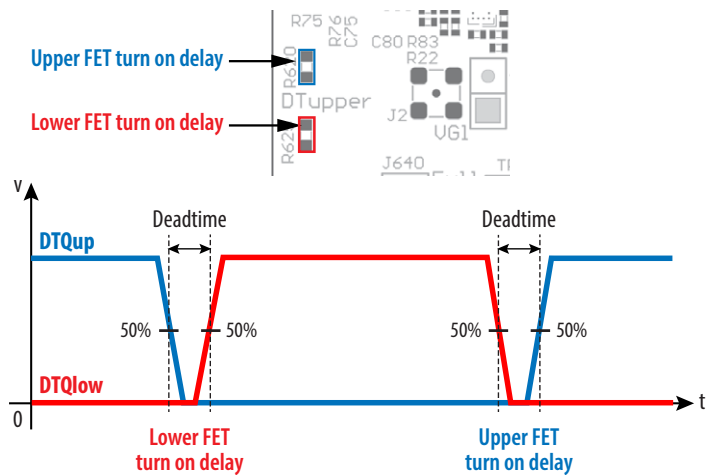 R75
R76
C75
Upper FET turn on delay
C80 R83
R22
DTupper
Lower FET turn on delay
J2
VG1
J640
V
Deadtime
Deadtime
DTQup
50%
50%
50%
50%
DTQlow
0
t
Lower FET
turn on delay
Upper FET
turn on delay